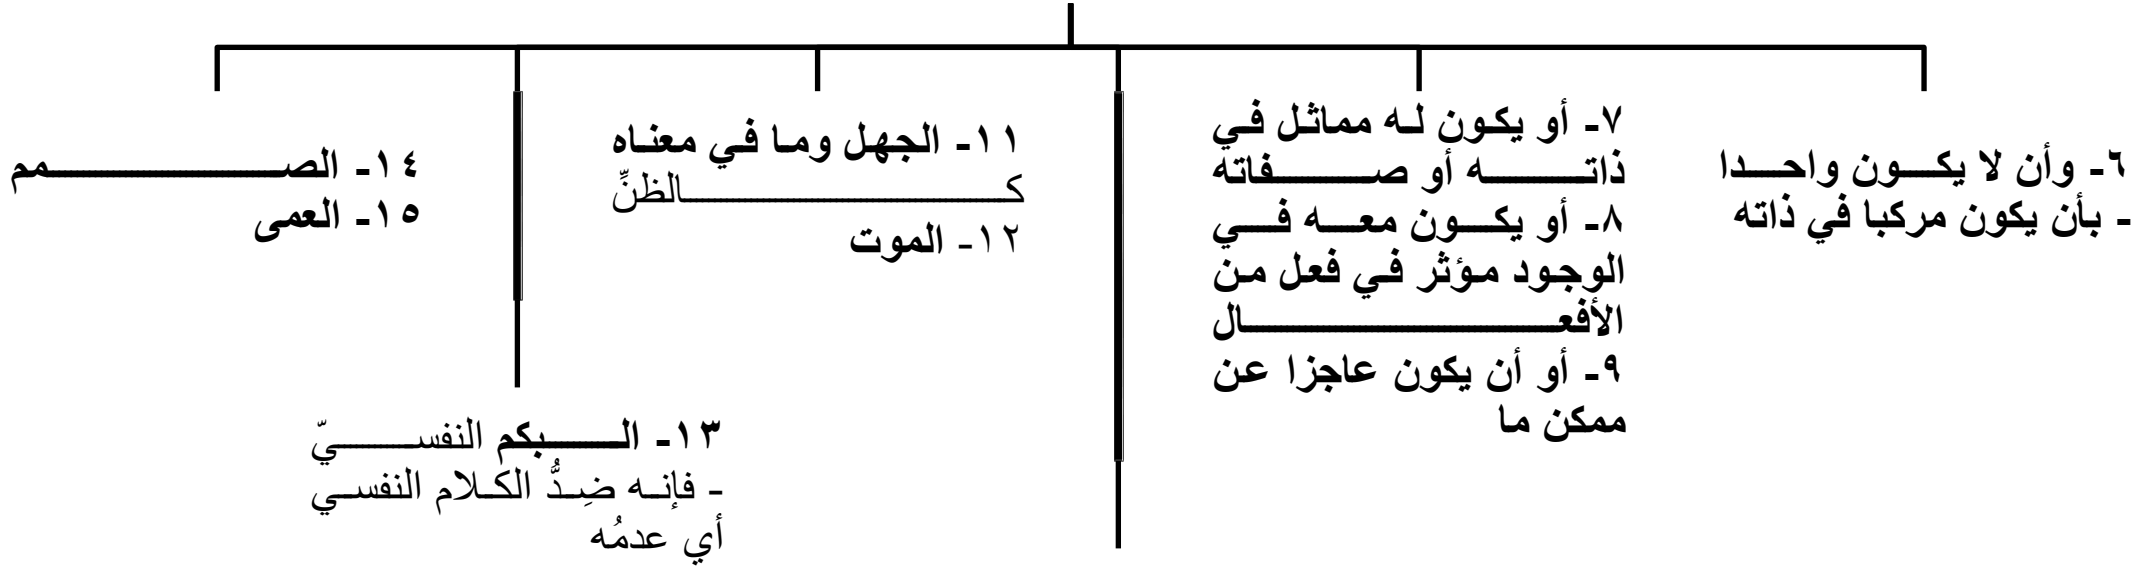 ٦- وأن لا يكون واحدا
- بأن يكون مركبا في ذاته
٧- أو يكون له مماثل في
ذاته أو صفاته
٨- أو يكون معه في
الوجود مؤثر في فعل من
الأفعال
٩- أو أن يكون عاجزا عن
ممكن ما
١١- الجهل وما في معناه
كالظنِّ
١٢- الموت
١٣- البكم النفسيّ
- فإنه ضِدُّ الكلام النفسي
أي عدمُه
١٤- الصمم
١٥- العمى